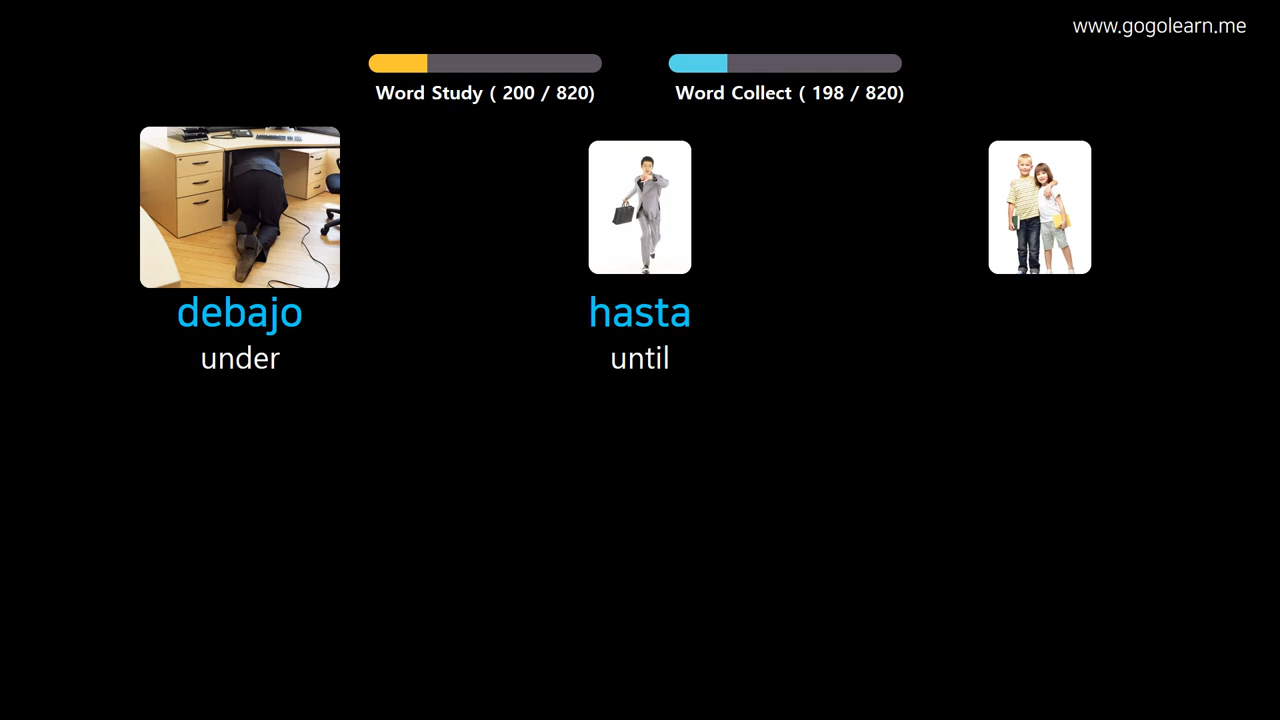 www.gogolearn.me
Word Study ( 200 / 820)
Word Collect ( 198 / 820)
debajo
under
hasta
until